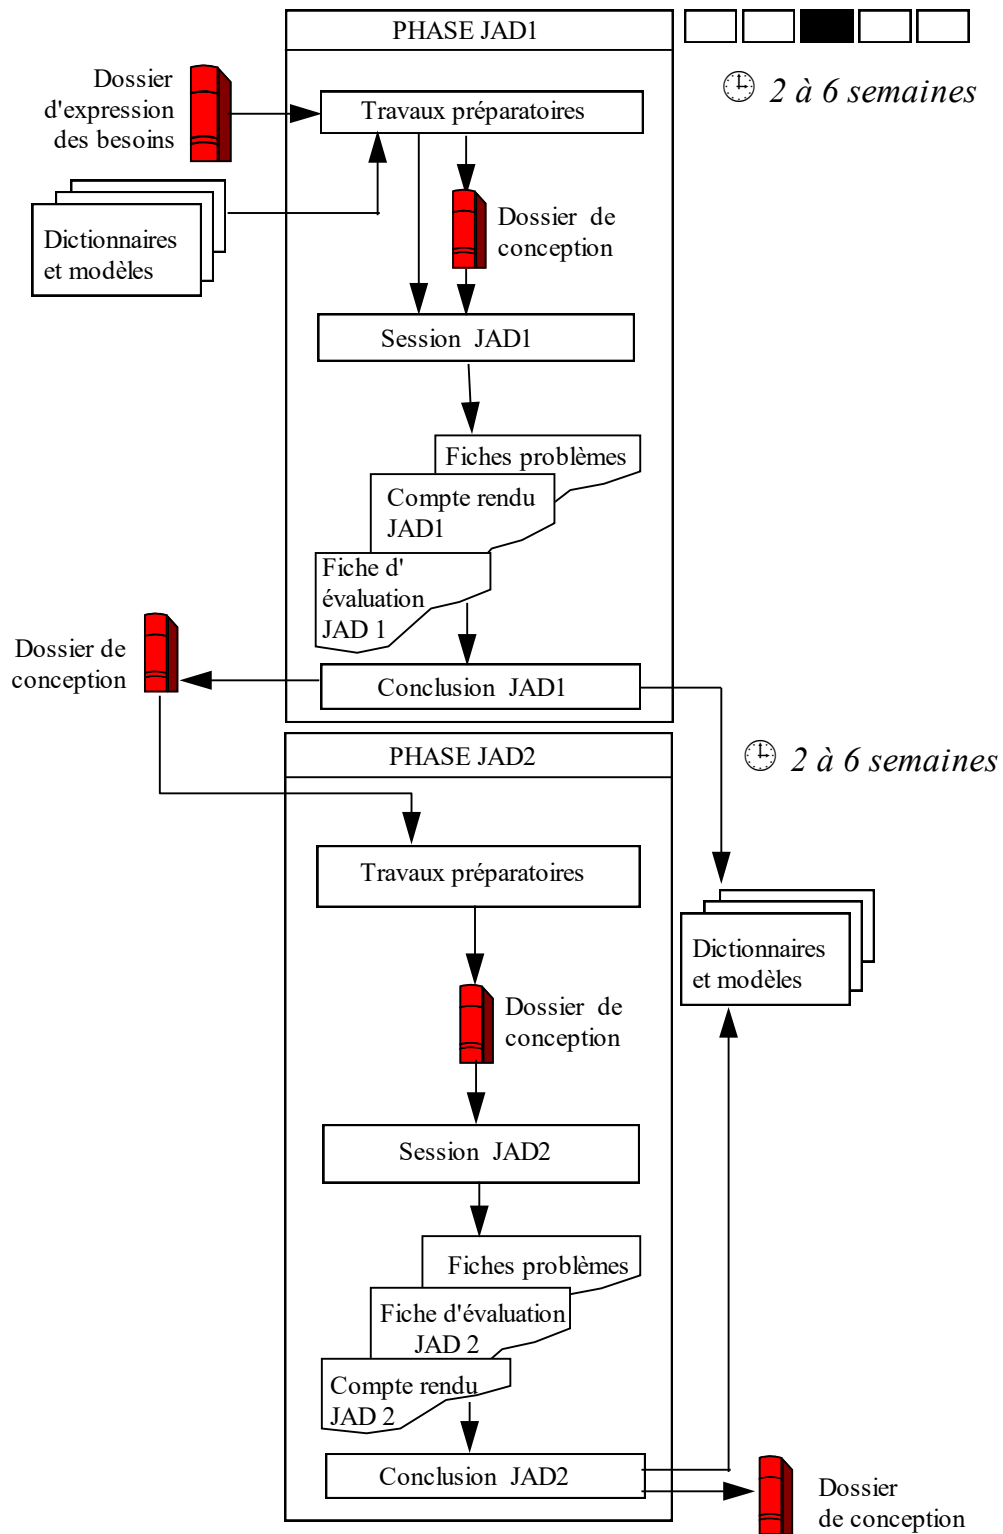 PHASE JAD1
2 à 6 semaines
Dossier
d'expression
des besoins
Travaux préparatoires
Dictionnaires
et modèles
Dossier de
conception
Session JAD1
Fiches problèmes
Compte rendu
JAD1
Fiche d'
évaluation
JAD 1
Dossier de
conception
Conclusion JAD1
PHASE JAD2
2 à 6 semaines
Travaux préparatoires
Dictionnaires
et modèles
Dossier de
conception
Session JAD2
Fiches problèmes
Fiche d'évaluation
JAD 2
Compte rendu
JAD 2
Conclusion JAD2
Dossier
de conception